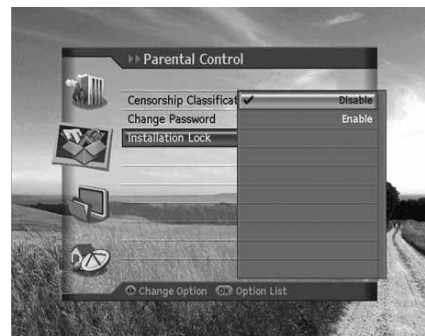 Parental Control
Censorship Classificat
Disable
Change Password
Enable
Installation Lock
Change Option OK Option List